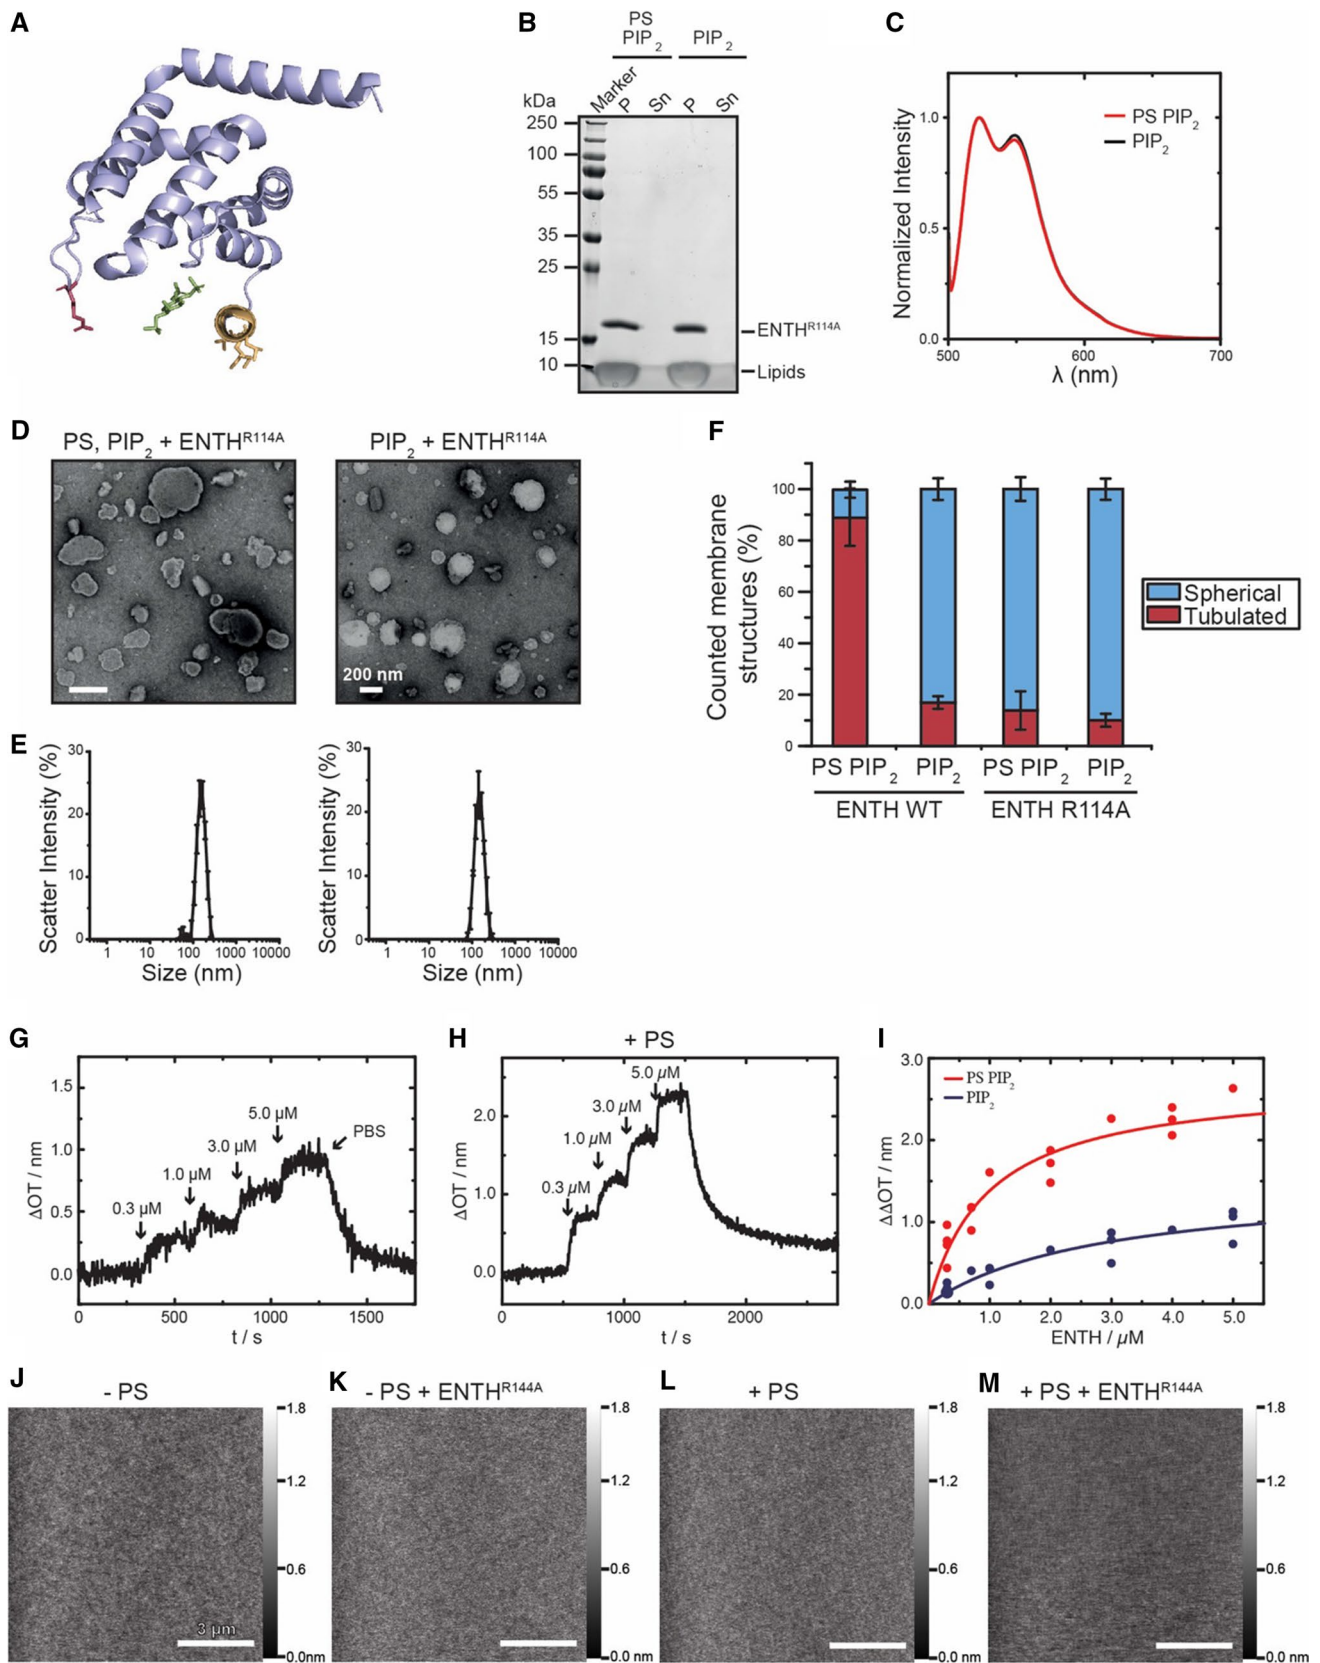 A
B
PS
PIP2
PIP2
kDa
Marker
P
Sn
P
Sn
250
100
55
35
25
15
10
ENTHR114A
Lipids
C
Normalized Intensity
1.0
0.5
0.0
PS PIP2
PIP2
500
600
700
λ (nm)
D
PS, PIP2 + ENTHR114A
PIP2 + ENTHR114A
200 nm
E
Scatter Intensity (%)
30
20
10
0
1
10
100
1000
10000
Size (nm)
Scatter Intensity (%)
30
20
10
0
1
10
100
1000
10000
Size (nm)
F
Counted membrane
structures (%)
100
80
60
40
20
0
PS PIP2
PIP2
PS PIP2
PIP2
ENTH WT
ENTH R114A
Spherical
Tubulated
G
ΔOT / nm
1.5
1.0
0.5
0.0
0.3 µM
1.0 µM
3.0 µM
5.0 µM
PBS
0
500
1000
1500
t / s
H
+ PS
ΔOT / nm
2.0
1.0
0.0
0.3 µM
1.0 µM
3.0 µM
5.0 µM
0
1000
2000
t / s
I
ΔΔOT / nm
3.0
2.0
1.0
0.0
PS PIP2
PIP2
1.0
2.0
3.0
4.0
5.0
ENTH / µM
J
- PS
3 µm
1.8
1.2
0.6
0.0nm
K
- PS + ENTHR144A
1.8
1.2
0.6
0.0 nm
L
+ PS
1.8
1.2
0.6
0.0 nm
M
+ PS + ENTHR144A
1.8
1.2
0.6
0.0 nm